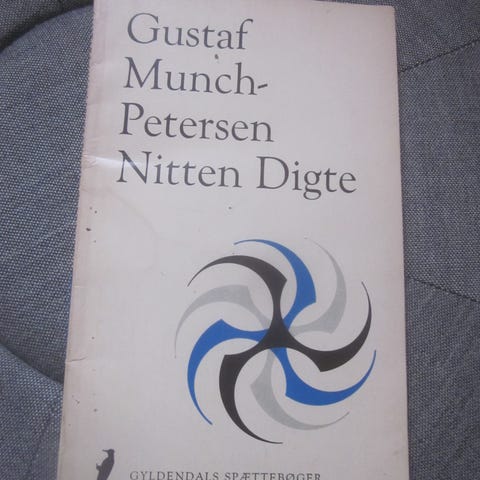 Gustaf
Munch-
Petersen
Nitten Digte
GYLDENDALS SPÆTTEBØGER